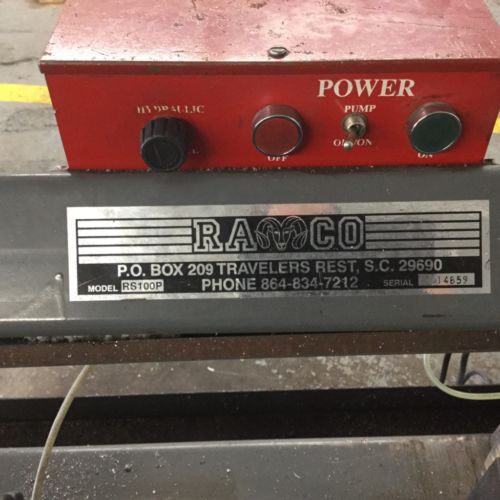 POWER
HYDRAULIC
PUMP
OFF
OFF/ON
ON
RAMCO
P.O. BOX 209 TRAVELERS REST, S.C. 29690
MODEL RS100P PHONE 864-834-7212 SERIAL